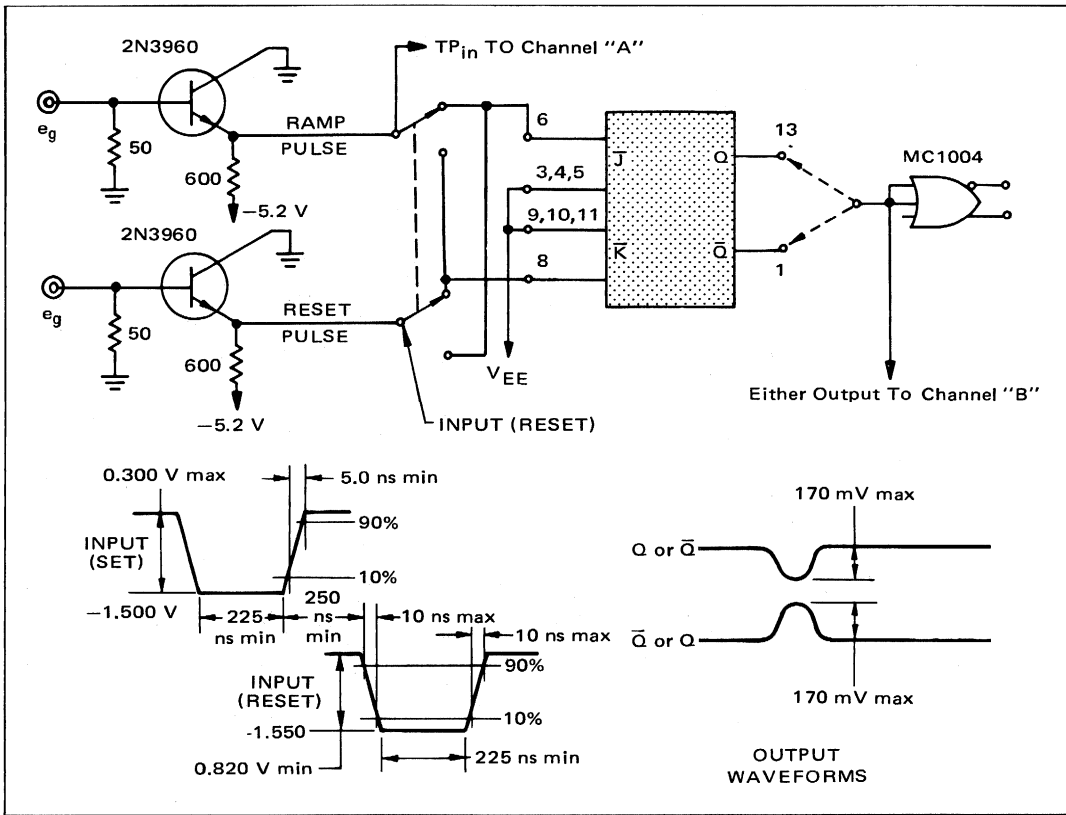 2N3960
TP_in TO Channel "A"
e_g
50
600
RAMP
PULSE
−5.2 V
6
3,4,5
9,10,11
8
J̅
K̅
Q
Q̅
13
1
MC1004
2N3960
e_g
50
600
RESET
PULSE
−5.2 V
V_EE
INPUT (RESET)
Either Output To Channel "B"
0.300 V max
5.0 ns min
90%
INPUT
(SET)
10%
−1.500 V
225
ns min
250
ns
min
10 ns max
10 ns max
90%
INPUT
(RESET)
10%
-1.550
225 ns min
0.820 V min
170 mV max
Q or Q̅
Q̅ or Q
170 mV max
OUTPUT
WAVEFORMS